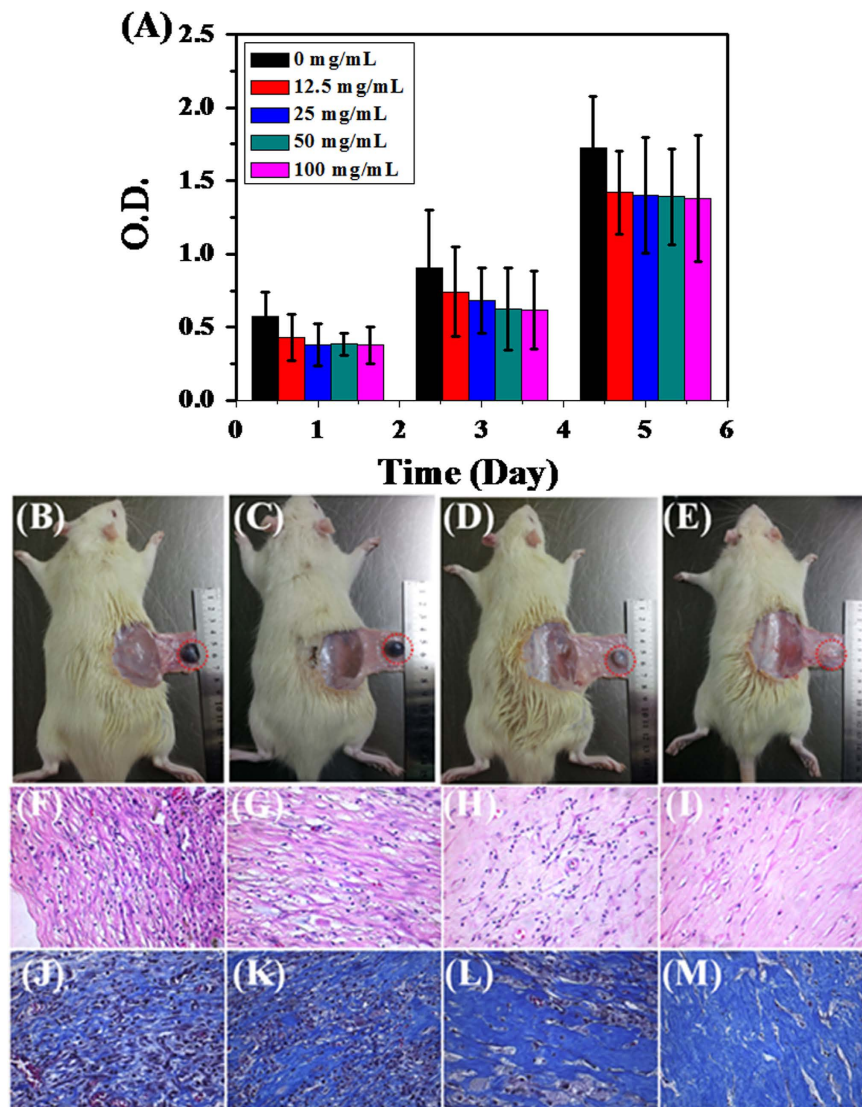 (A)
2.5
2.0
1.5
1.0
0.5
0.0
O.D.
0 mg/mL
12.5 mg/mL
25 mg/mL
50 mg/mL
100 mg/mL
0 1 2 3 4 5 6
Time (Day)
(B) (C) (D) (E)
(F) (G) (H) (I)
(J) (K) (L) (M)